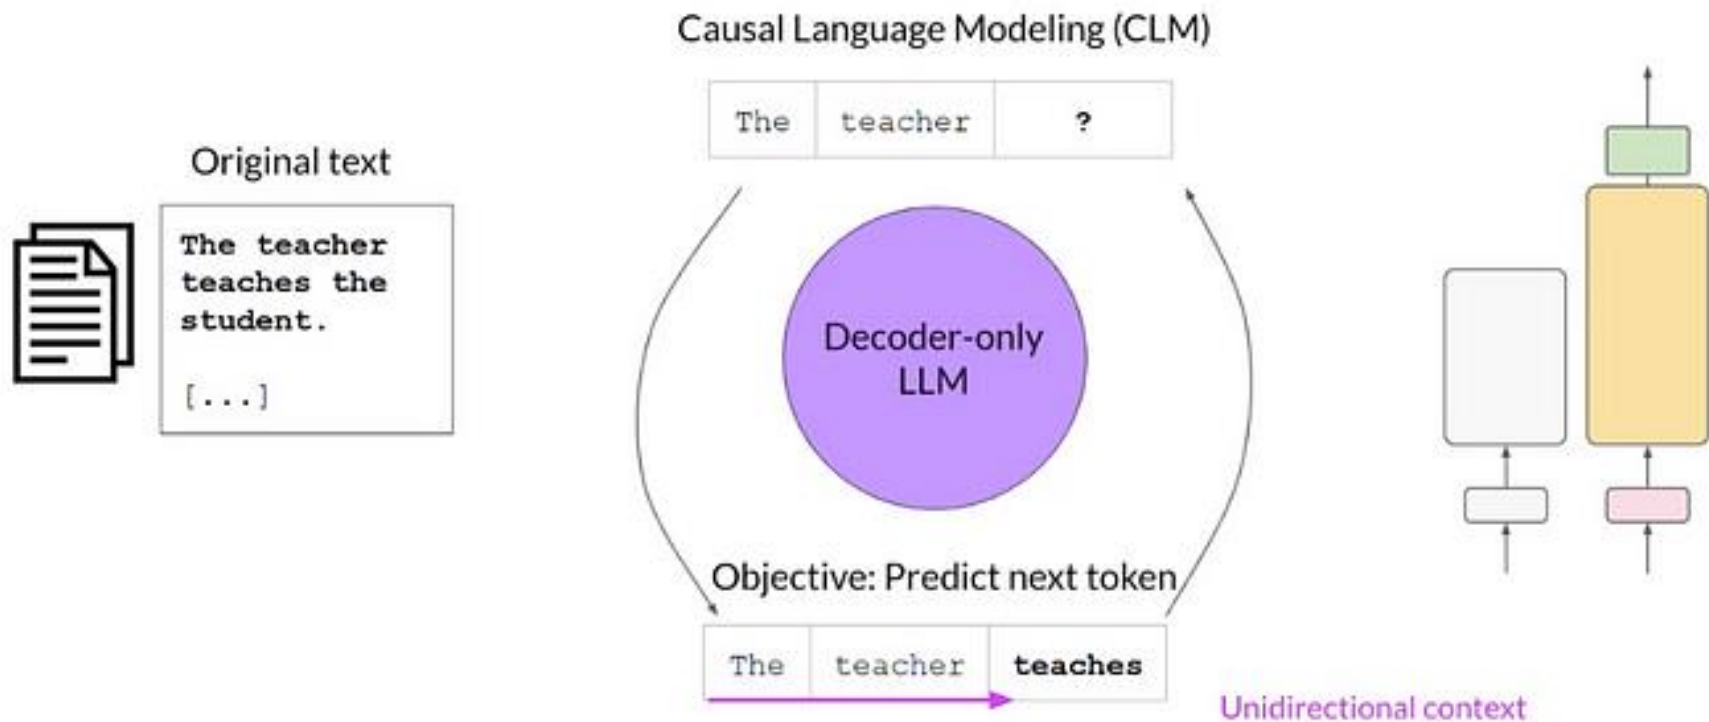 Causal Language Modeling (CLM)
The teacher ?
Original text
The teacher
teaches the
student.
[...]
Decoder-only
LLM
Objective: Predict next token
The teacher teaches
Unidirectional context